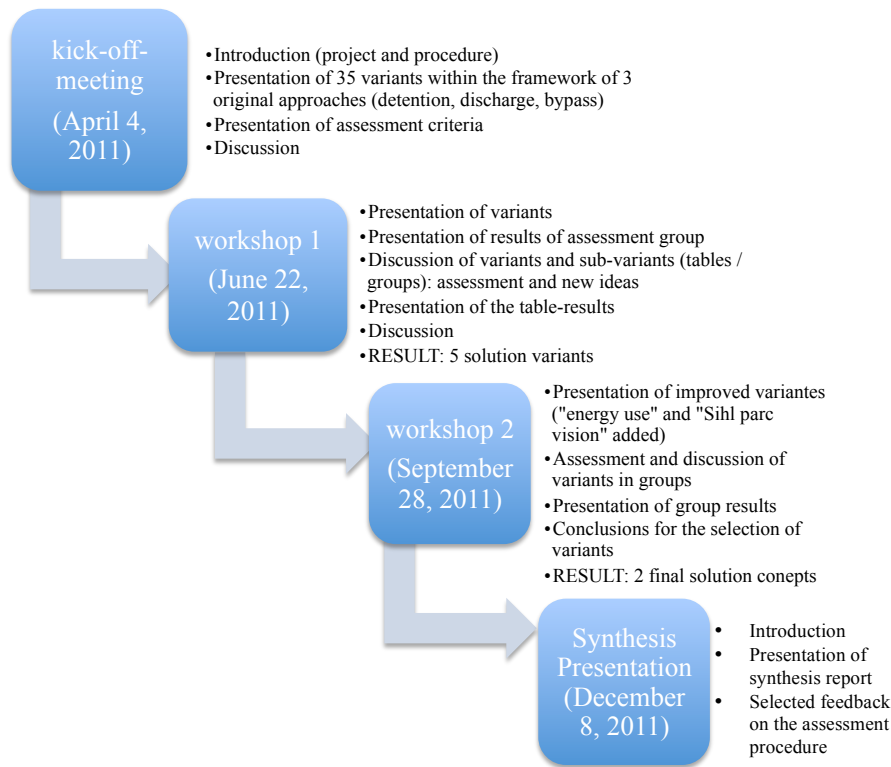 kick-off-
meeting
(April 4,
2011)
•Introduction (project and procedure)
•Presentation of 35 variants within the framework of 3
original approaches (detention, discharge, bypass)
•Presentation of assessment criteria
•Discussion
workshop 1
(June 22,
2011)
•Presentation of variants
•Presentation of results of assessment group
•Discussion of variants and sub-variants (tables /
groups): assessment and new ideas
•Presentation of the table-results
•Discussion
•RESULT: 5 solution variants
workshop 2
(September
28, 2011)
•Presentation of improved variantes
("energy use" and "Sihl parc
vision" added)
•Assessment and discussion of
variants in groups
•Presentation of group results
•Conclusions for the selection of
variants
•RESULT: 2 final solution conepts
Synthesis
Presentation
(December
8, 2011)
• Introduction
• Presentation of
synthesis report
• Selected feedback
on the assessment
procedure